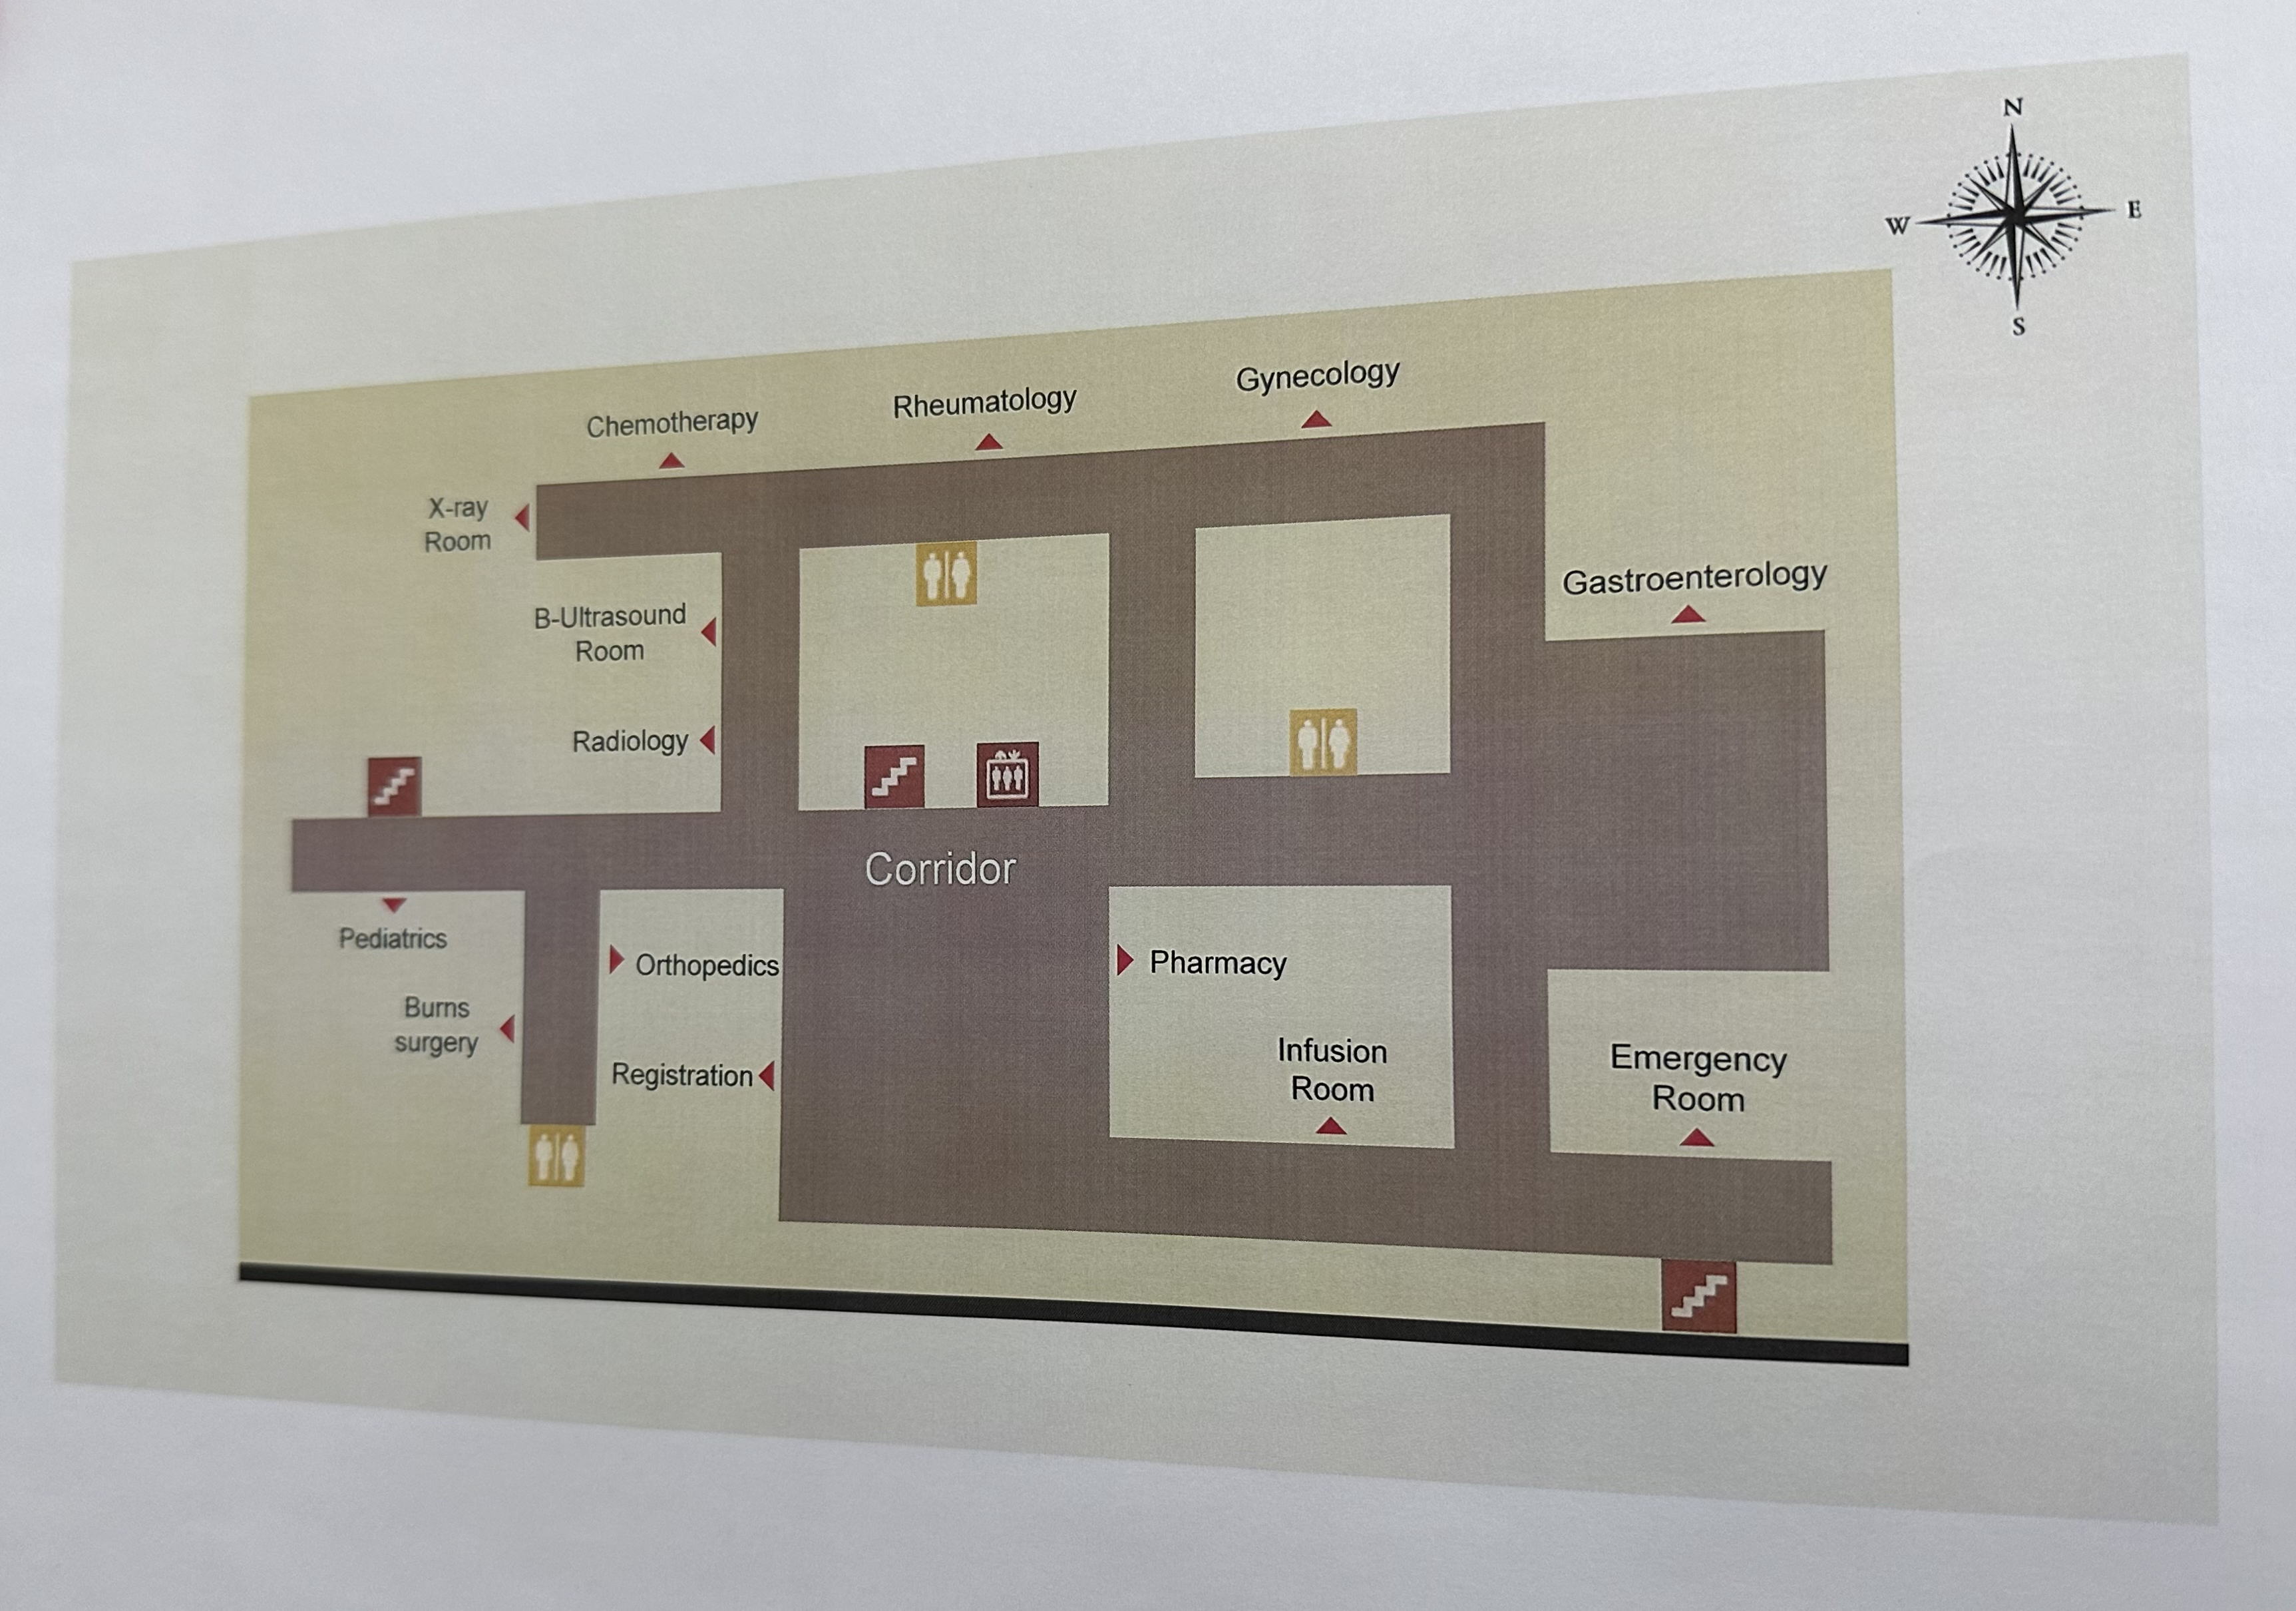 N
W
E
S
Gynecology
Rheumatology
Chemotherapy
X-ray
Room
Gastroenterology
B-Ultrasound
Room
Radiology
Corridor
Pediatrics
Orthopedics
Pharmacy
Burns
surgery
Registration
Infusion
Room
Emergency
Room